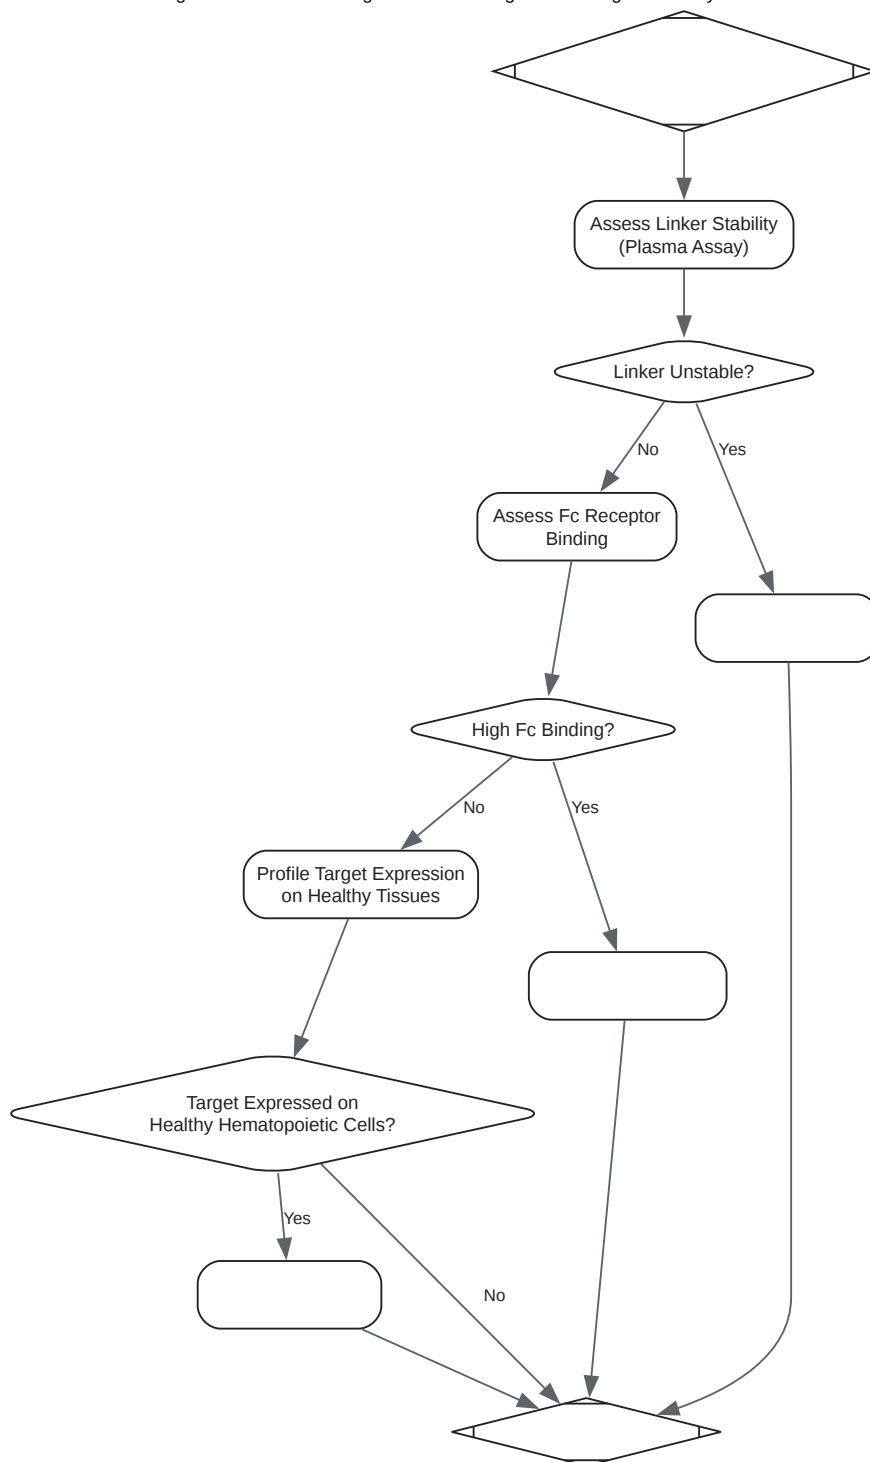 Assess Linker Stability
(Plasma Assay)
Linker Unstable?
No
Yes
Assess Fc Receptor
Binding
High Fc Binding?
No
Yes
Profile Target Expression
on Healthy Tissues
Target Expressed on
Healthy Hematopoietic Cells?
Yes
No